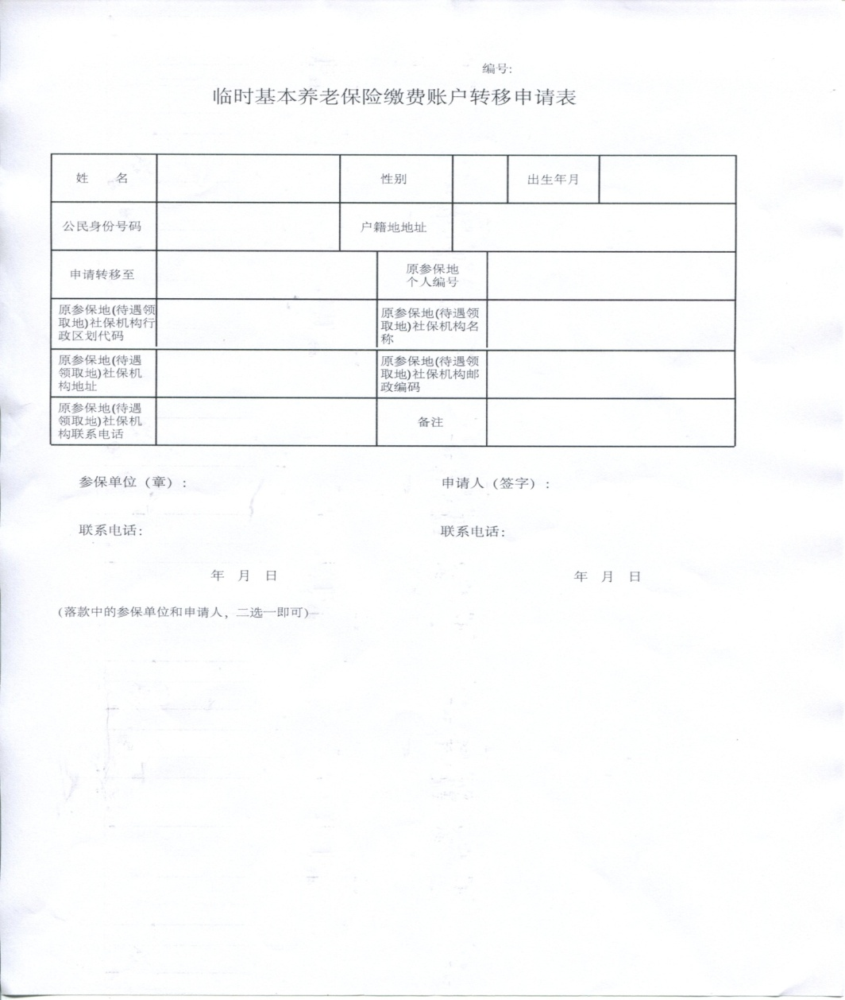 编号:
临时基本养老保险缴费账户转移申请表
姓 名 性别 出生年月
公民身份号码 户籍地地址
申请转移至
原参保地
个人编号
原参保地(待遇领
取地)社保机构行
政区划代码
原参保地(待遇领
取地)社保机构名
称
原参保地(待遇
领取地)社保机
构地址
原参保地(待遇领
取地)社保机构邮
政编码
原参保地(待遇
领取地)社保机
构联系电话
备注
参保单位（章）: 申请人（签字）:
联系电话: 联系电话:
年 月 日 年 月 日
(落款中的参保单位和申请人，二选一即可)